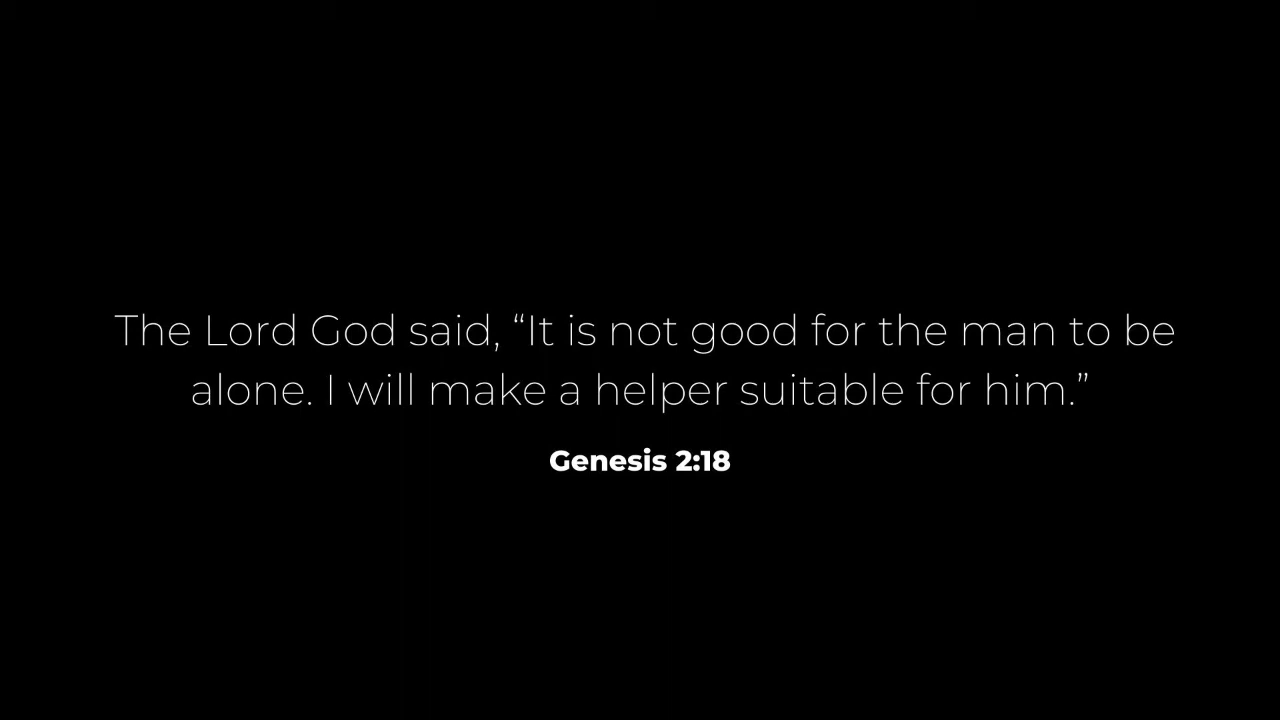 The Lord God said, “It is not good for the man to be
alone. I will make a helper suitable for him.”
Genesis 2:18